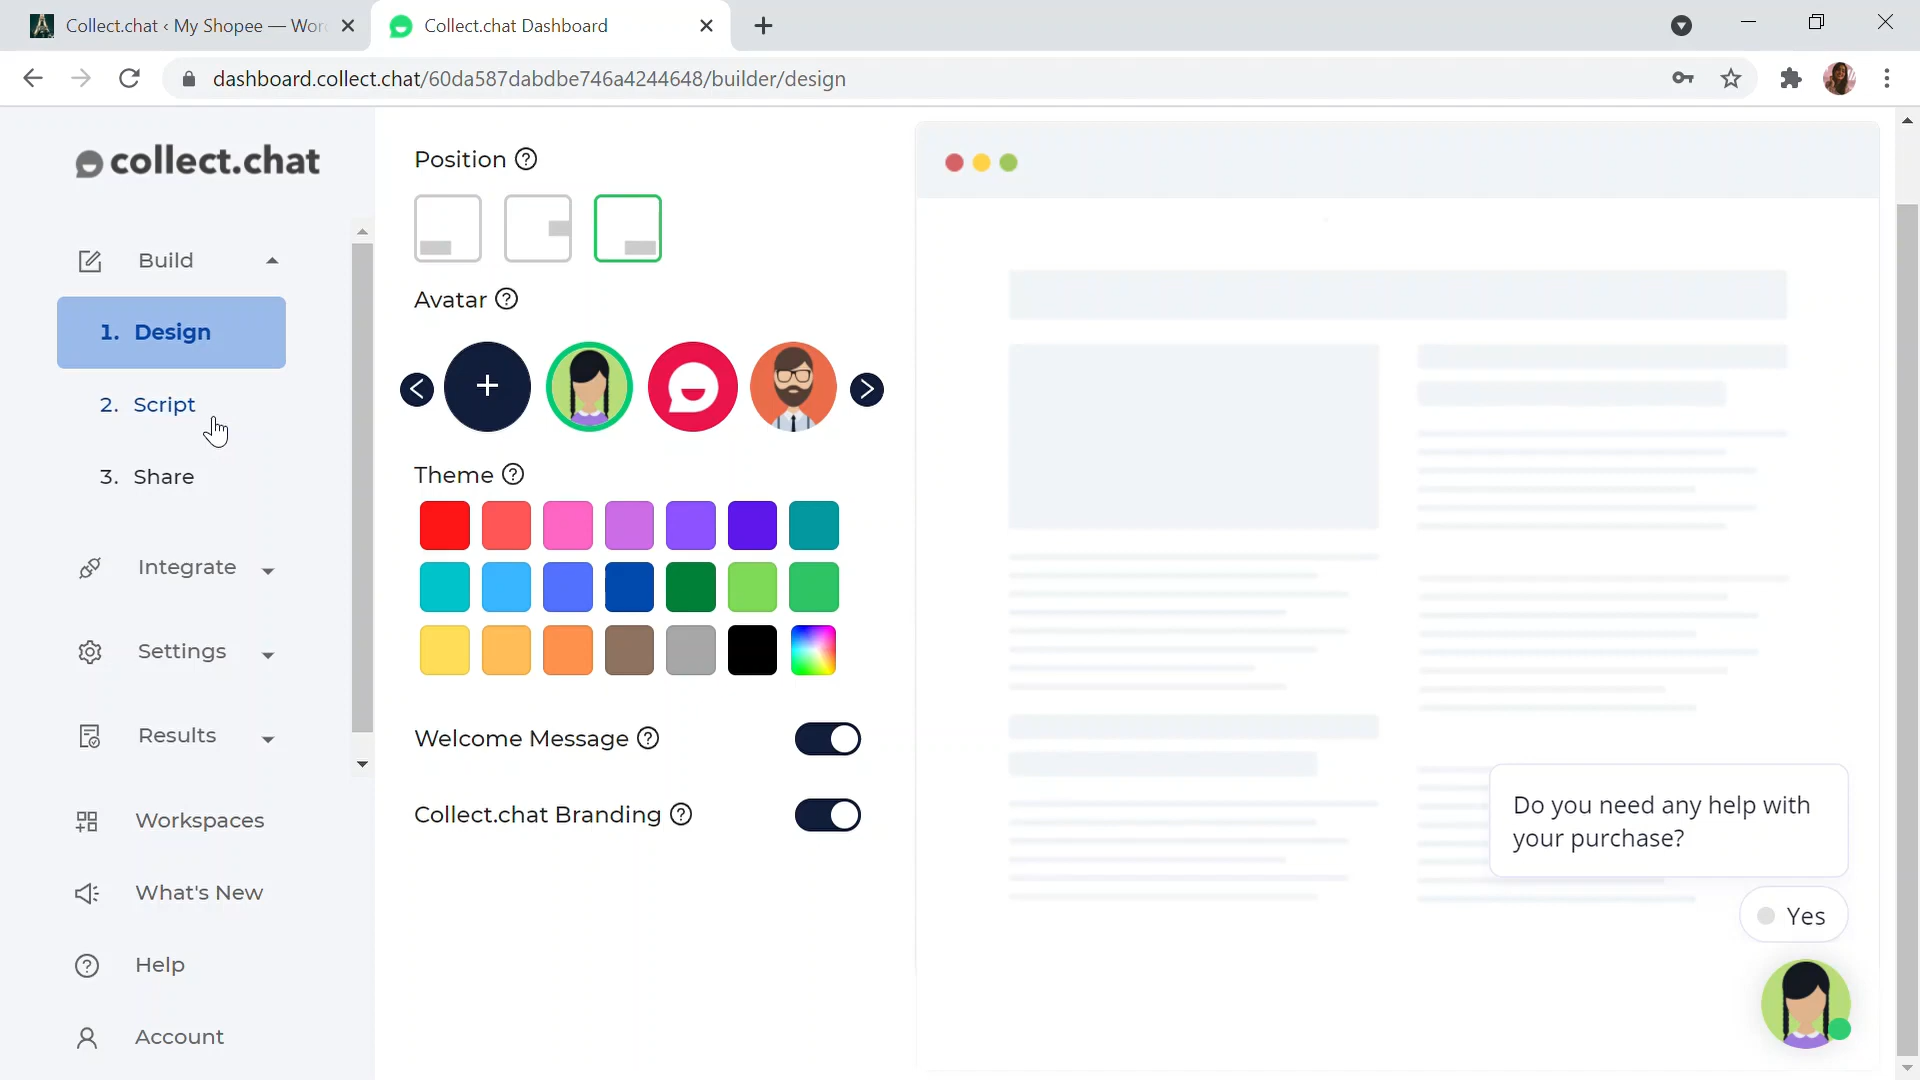 Collect.chat ‹ My Shopee — Wor
Collect.chat Dashboard
dashboard.collect.chat/60da587dabdbe746a4244648/builder/design
collect.chat
Build
1. Design
2. Script
3. Share
Integrate
Settings
Results
Workspaces
What's New
Help
Account
Position
Avatar
Theme
Welcome Message
Collect.chat Branding
Do you need any help with
your purchase?
Yes